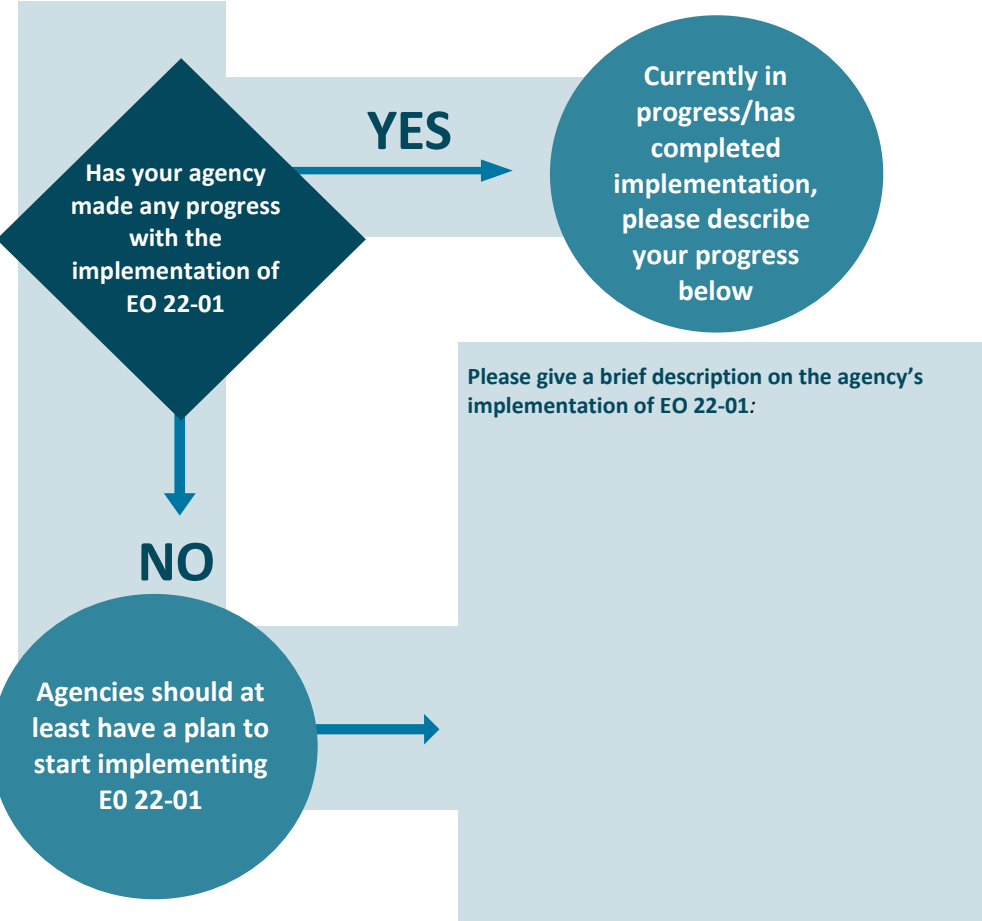 Has your agency
made any progress
with the
implementation of
EO 22-01
YES
Currently in
progress/has
completed
implementation,
please describe
your progress
below
Please give a brief description on the agency’s
implementation of EO 22-01:
NO
Agencies should at
least have a plan to
start implementing
E0 22-01